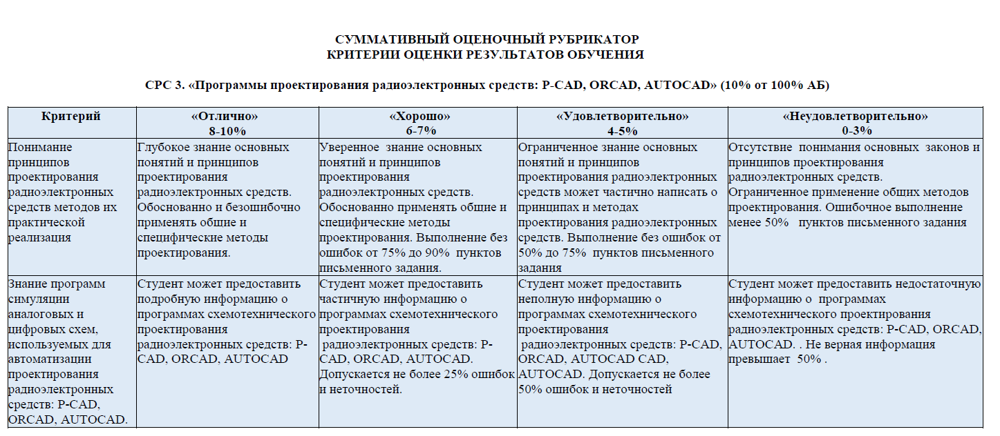 СУММАТИВНЫЙ ОЦЕНОЧНЫЙ РУБРИКАТОР
КРИТЕРИИ ОЦЕНКИ РЕЗУЛЬТАТОВ ОБУЧЕНИЯ
СРС 3. «Программы проектирования радиоэлектронных средств: P-CAD, ORCAD, AUTOCAD» (10% от 100% АБ)
Критерий
«Отлично»
8-10%
«Хорошо»
6-7%
«Удовлетворительно»
4-5%
«Неудовлетворительно»
0-3%
Понимание
принципов
проектирования
радиоэлектронных
средств методов их
практической
реализация
Глубокое знание основных
понятий и принципов
проектирования
радиоэлектронных средств.
Обоснованно и безошибочно
применять общие и
специфические методы
проектирования.
Уверенное знание основных
понятий и принципов
проектирования
радиоэлектронных средств.
Обоснованно применять общие и
специфические методы
проектирования. Выполнение без
ошибок от 75% до 90% пунктов
письменного задания.
Ограниченное знание основных
понятий и принципов
проектирования радиоэлектронных
средств может частично написать о
принципах и методах
проектирования радиоэлектронных
средств. Выполнение без ошибок от
50% до 75% пунктов письменного
задания
Отсутствие понимания основных законов и
принципов проектирования
радиоэлектронных средств.
Ограниченное применение общих методов
проектирования. Ошибочное выполнение
менее 50% пунктов письменного задания
Знание программ
симуляции
аналоговых и
цифровых схем,
используемых для
автоматизации
проектирования
радиоэлектронных
средств: P-CAD,
ORCAD, AUTOCAD.
Студент может предоставить
подробную информацию о
программах схемотехнического
проектирования
радиоэлектронных средств: P-
CAD, ORCAD, AUTOCAD
Студент может предоставить
частичную информацию о
программах схемотехнического
проектирования
радиоэлектронных средств: P-
CAD, ORCAD, AUTOCAD.
Допускается не более 25% ошибок
и неточностей.
Студент может предоставить
неполную информацию о
программах схемотехнического
проектирования
радиоэлектронных средств: P-CAD,
ORCAD, AUTOCAD CAD,
AUTOCAD. Допускается не более
50% ошибок и неточностей
Студент может предоставить недостаточную
информацию о программах
схемотехнического проектирования
радиоэлектронных средств: P-CAD, ORCAD,
AUTOCAD. . Не верная информация
превышает 50% .